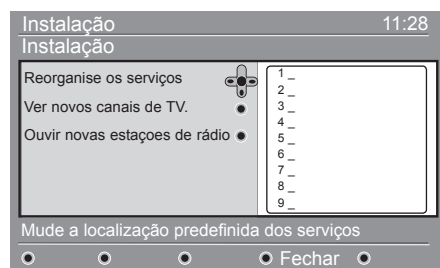 Instalação 11:28
Instalação
Reorganise os serviços
Ver novos canais de TV.
Ouvir novas estaçoes de rádio
1 _
2 _
3 _
4 _
5 _
6 _
7 _
8 _
9 _
Mude a localização predefinida dos serviços
Fechar